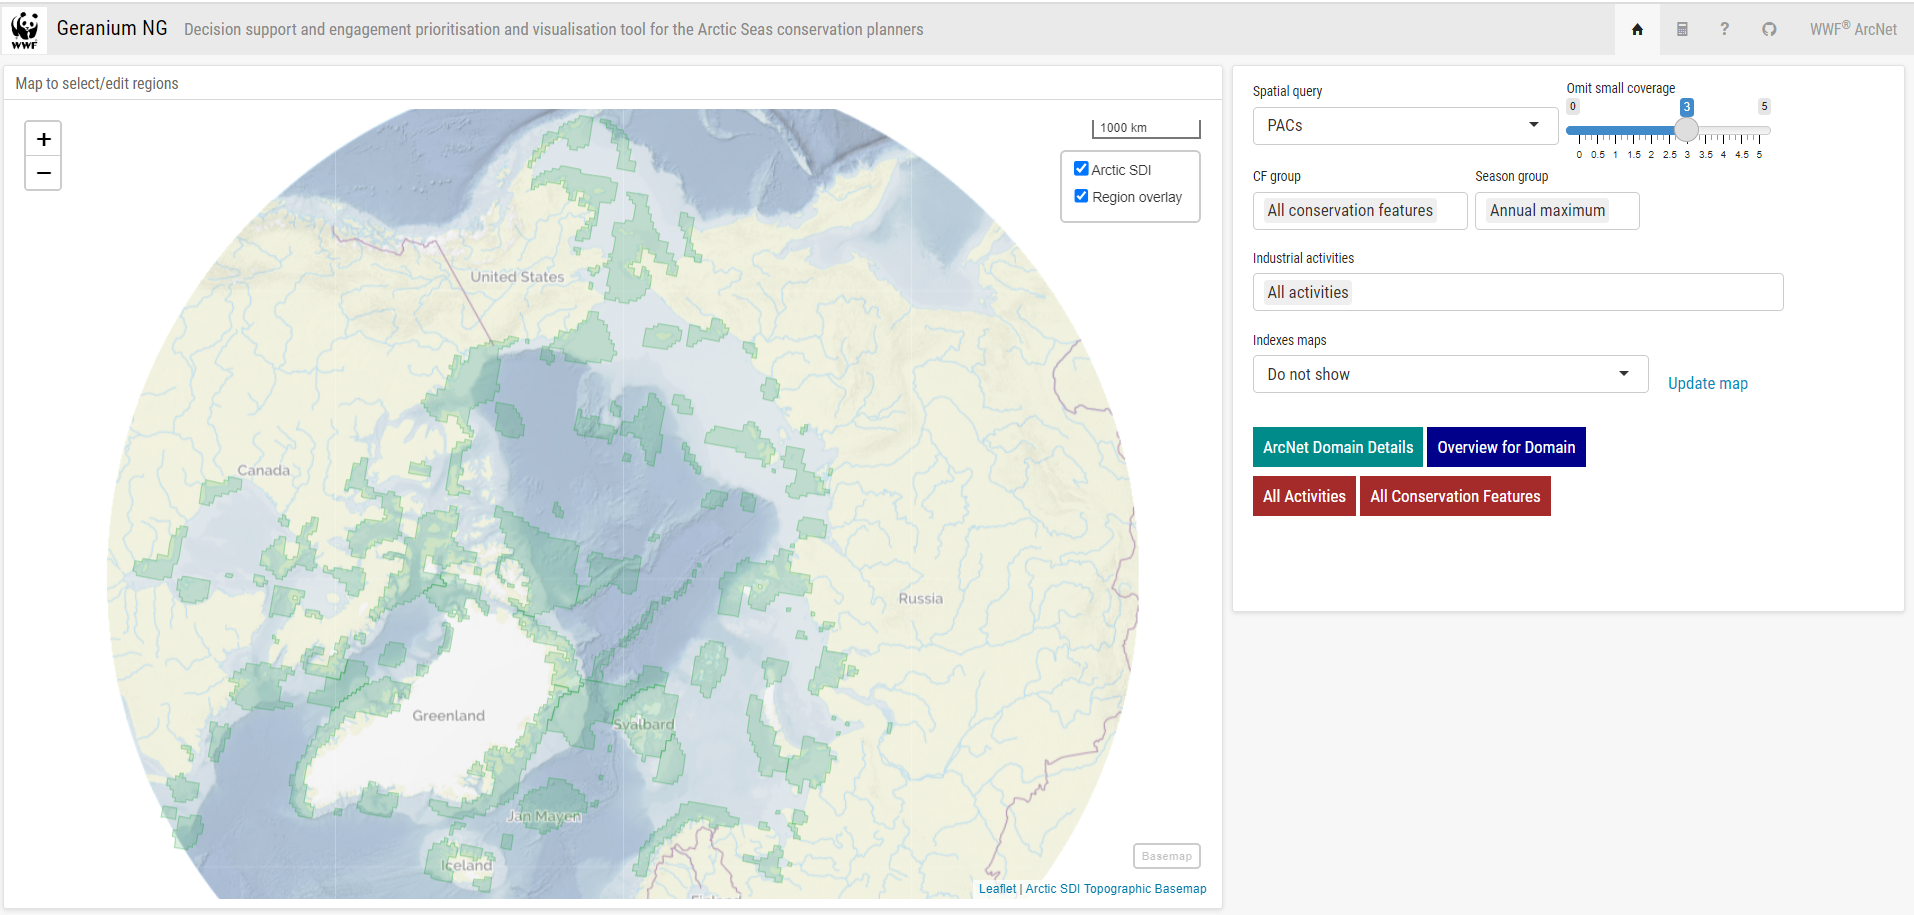 WWF
Geranium NG
Decision support and engagement prioritisation and visualisation tool for the Arctic Seas conservation planners
?
WWF® ArcNet
Map to select/edit regions
+
−
1000 km
Arctic SDI
Region overlay
United States
Canada
Russia
Greenland
Svalbard
Jan Mayen
Iceland
Finland
Basemap
Leaflet | Arctic SDI Topographic Basemap
Spatial query
PACs
Omit small coverage
0 3 5
0 0.5 1 1.5 2 2.5 3 3.5 4 4.5 5
CF group
All conservation features
Season group
Annual maximum
Industrial activities
All activities
Indexes maps
Do not show
Update map
ArcNet Domain Details
Overview for Domain
All Activities
All Conservation Features